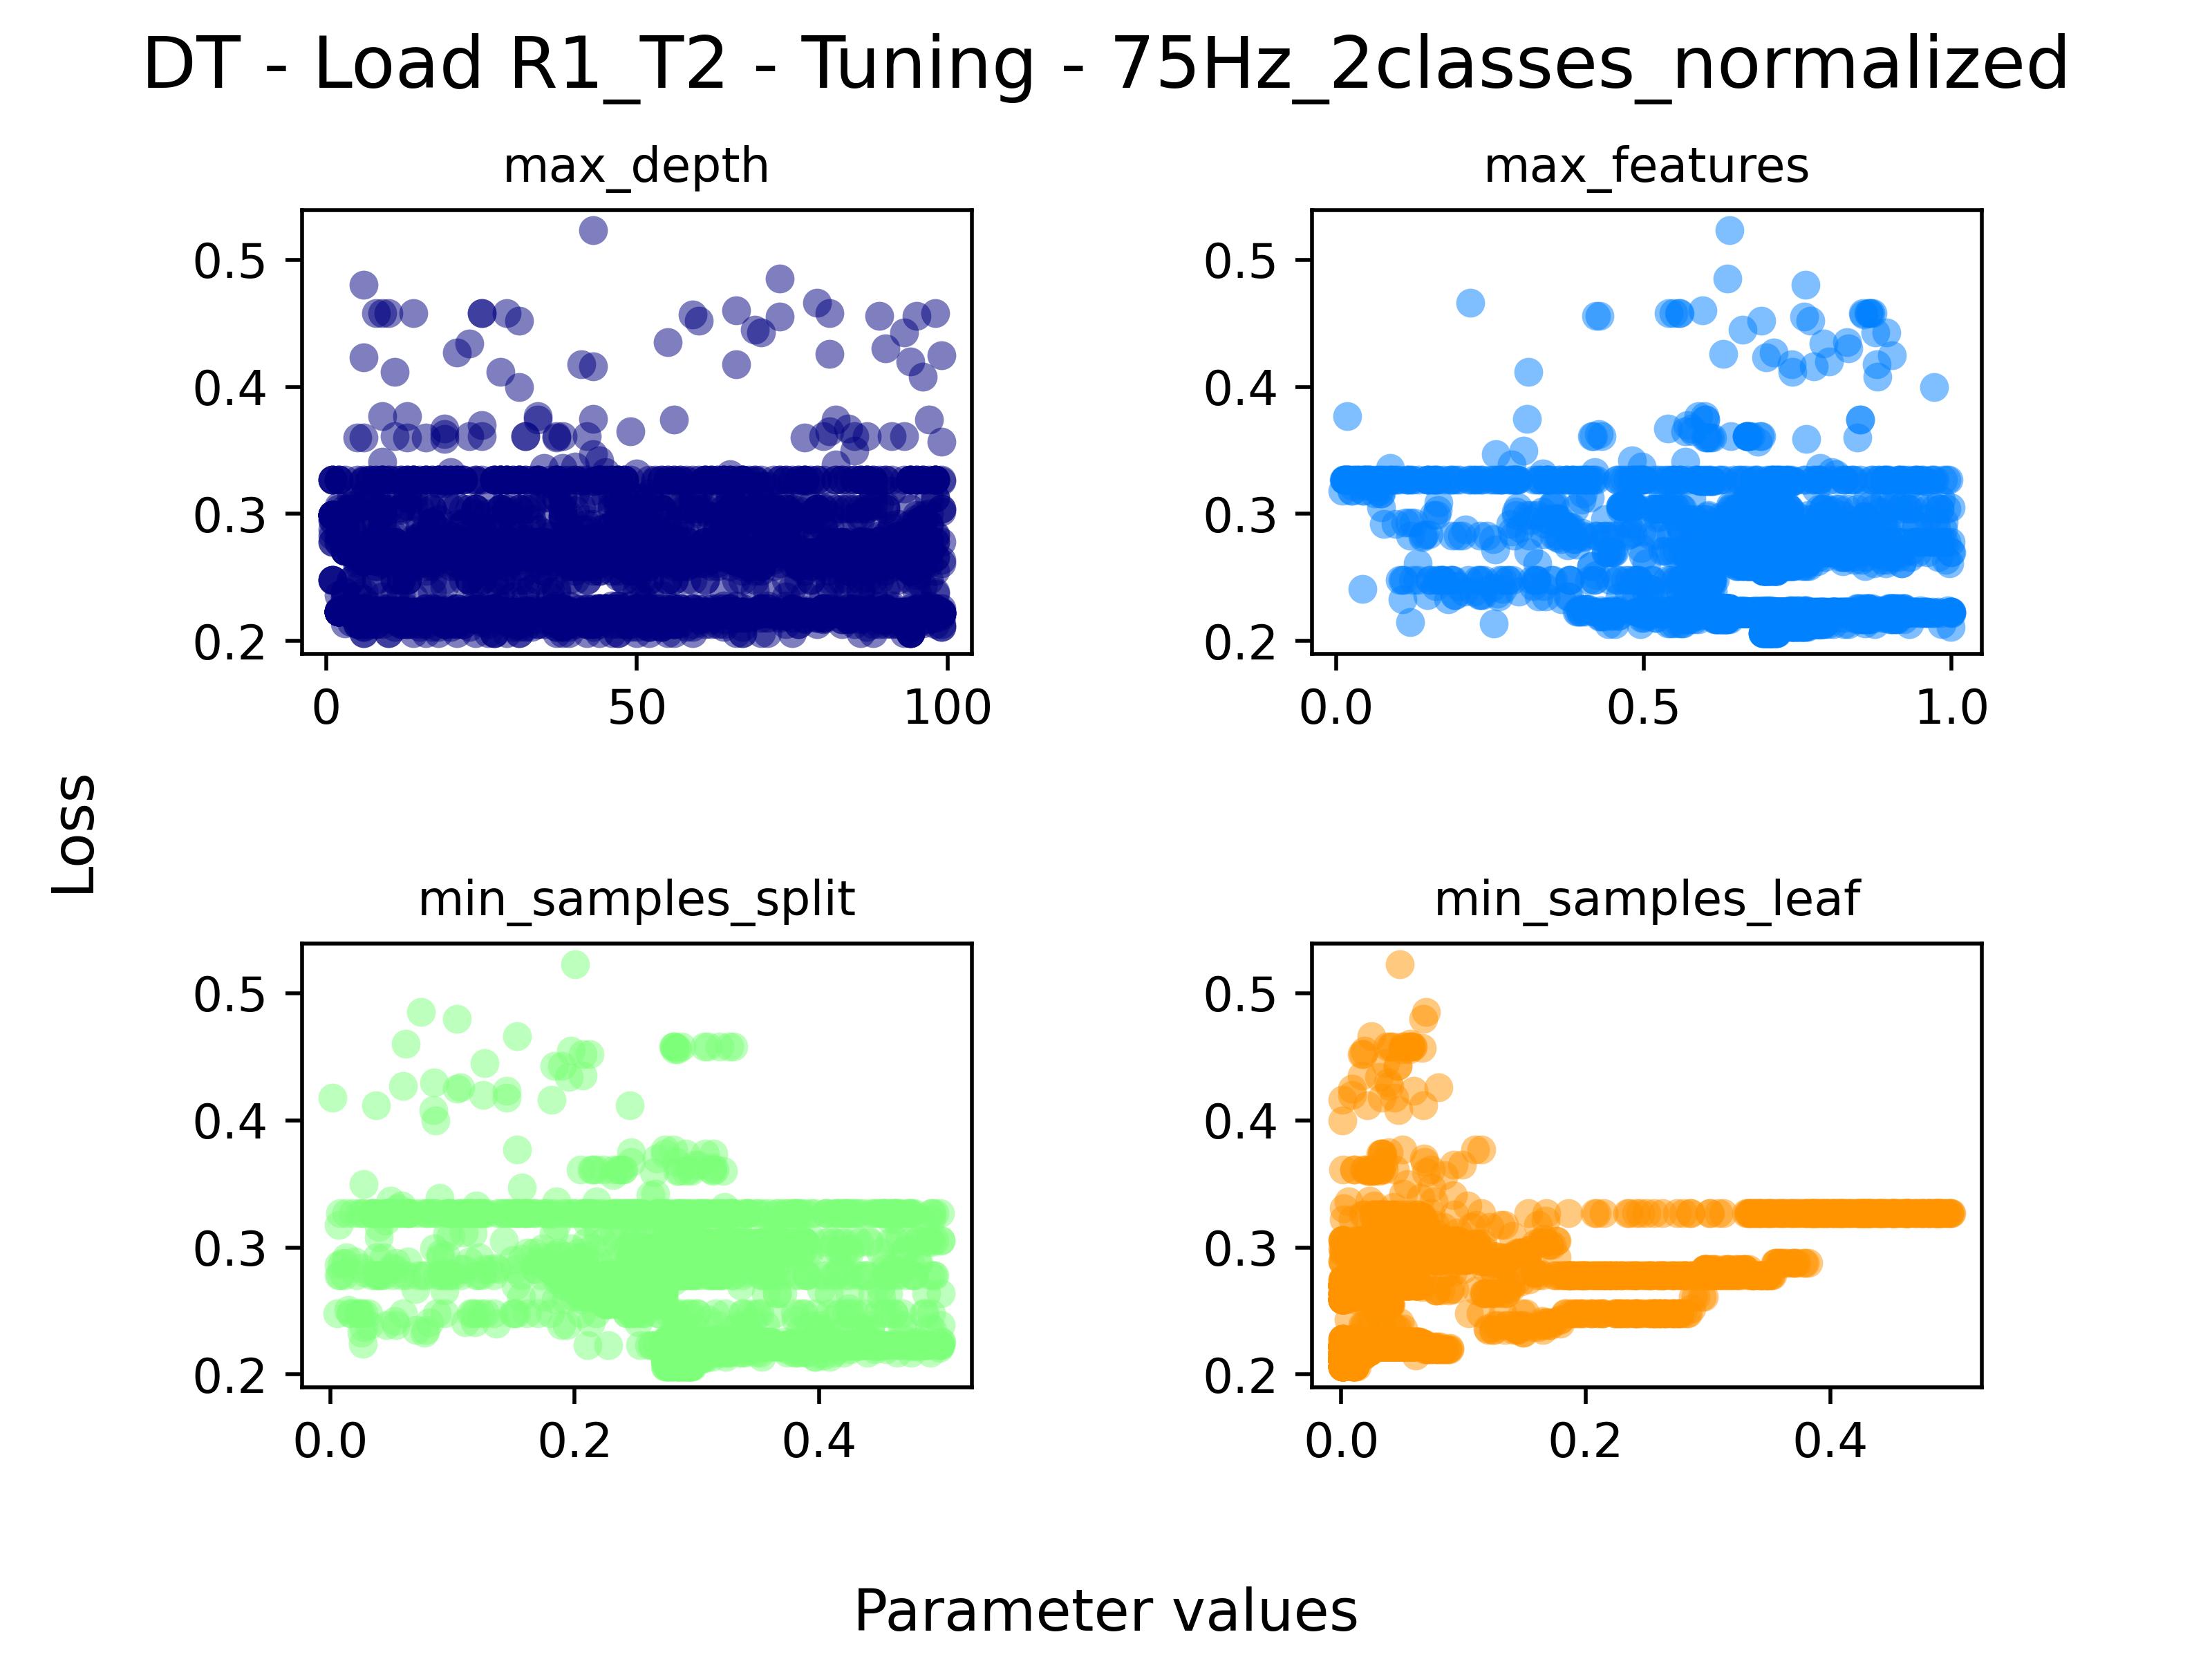 DT - Load R1_T2 - Tuning - 75Hz_2classes_normalized
max_depth
0.5
0.4
0.3
0.2
0 50 100
max_features
0.5
0.4
0.3
0.2
0.0 0.5 1.0
Loss
min_samples_split
0.5
0.4
0.3
0.2
0.0 0.2 0.4
min_samples_leaf
0.5
0.4
0.3
0.2
0.0 0.2 0.4
Parameter values